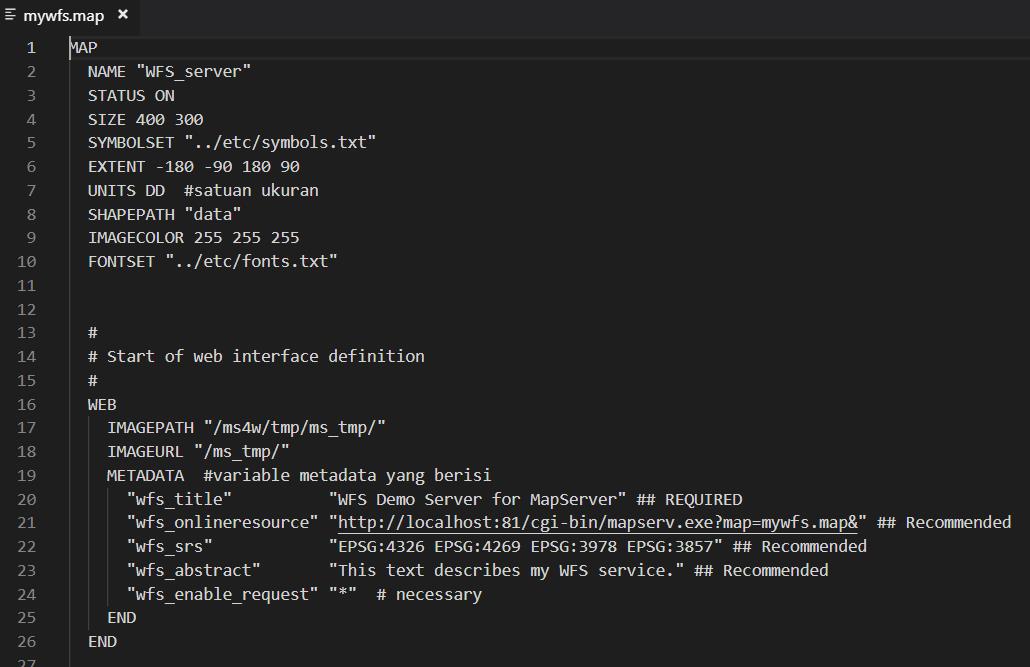 mywfs.map ×
1 MAP
2 NAME "WFS_server"
3 STATUS ON
4 SIZE 400 300
5 SYMBOLSET "../etc/symbols.txt"
6 EXTENT -180 -90 180 90
7 UNITS DD  #satuan ukuran
8 SHAPEPATH "data"
9 IMAGECOLOR 255 255 255
10 FONTSET "../etc/fonts.txt"
11
12
13 #
14 # Start of web interface definition
15 #
16 WEB
17 IMAGEPATH "/ms4w/tmp/ms_tmp/"
18 IMAGEURL "/ms_tmp/"
19 METADATA  #variable metadata yang berisi
20 "wfs_title"          "WFS Demo Server for MapServer" ## REQUIRED
21 "wfs_onlineresource" "http://localhost:81/cgi-bin/mapserv.exe?map=mywfs.map&" ## Recommended
22 "wfs_srs"            "EPSG:4326 EPSG:4269 EPSG:3978 EPSG:3857" ## Recommended
23 "wfs_abstract"       "This text describes my WFS service." ## Recommended
24 "wfs_enable_request" "*"  # necessary
25 END
26 END
27